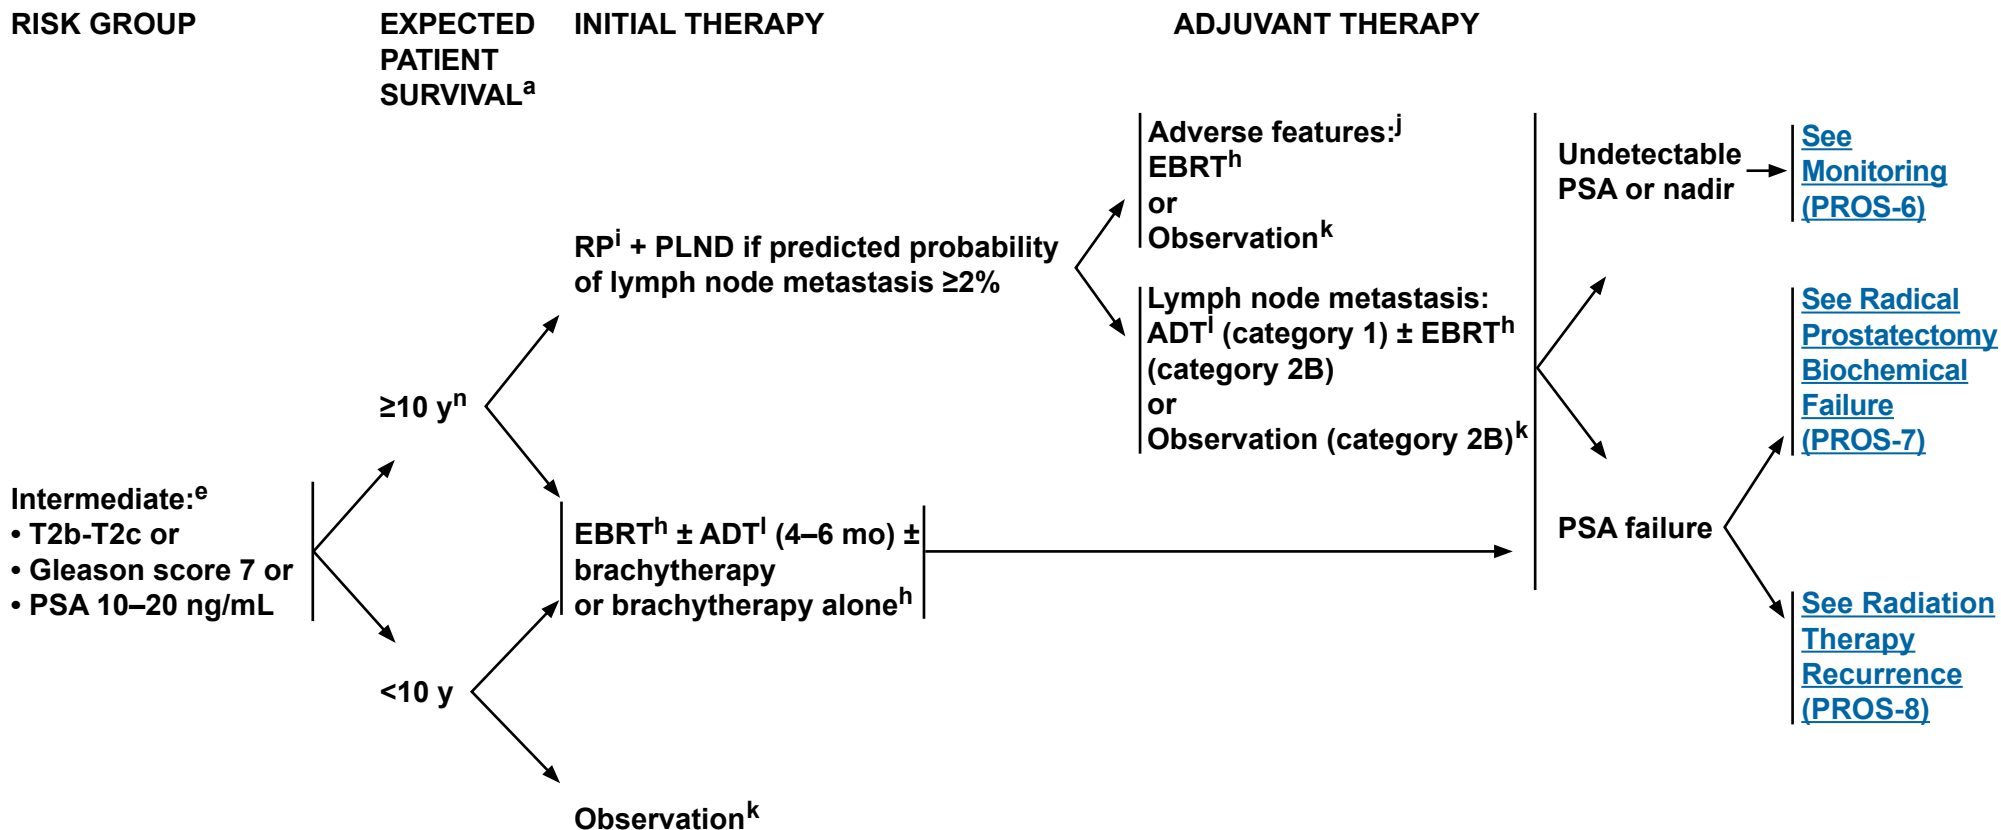 RISK GROUP
EXPECTED
PATIENT
SURVIVALa
INITIAL THERAPY
ADJUVANT THERAPY
Intermediate:e
• T2b-T2c or
• Gleason score 7 or
• PSA 10–20 ng/mL
≥10 yn
<10 y
RPi + PLND if predicted probability
of lymph node metastasis ≥2%
EBRTh ± ADTl (4–6 mo) ±
brachytherapy
or brachytherapy aloneh
Observationk
Adverse features:j
EBRTh
or
Observationk
Lymph node metastasis:
ADTl (category 1) ± EBRTh
(category 2B)
or
Observation (category 2B)k
Undetectable
PSA or nadir
PSA failure
See
Monitoring
(PROS-6)
See Radical
Prostatectomy
Biochemical
Failure
(PROS-7)
See Radiation
Therapy
Recurrence
(PROS-8)